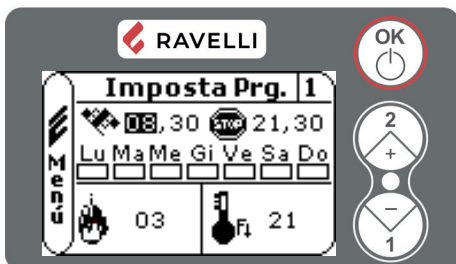 RAVELLI
OK
Imposta Prg. 1
08,30 STOP 21,30
Lu Ma Me Gi Ve Sa Do
Menú
03 21
2
+
−
1